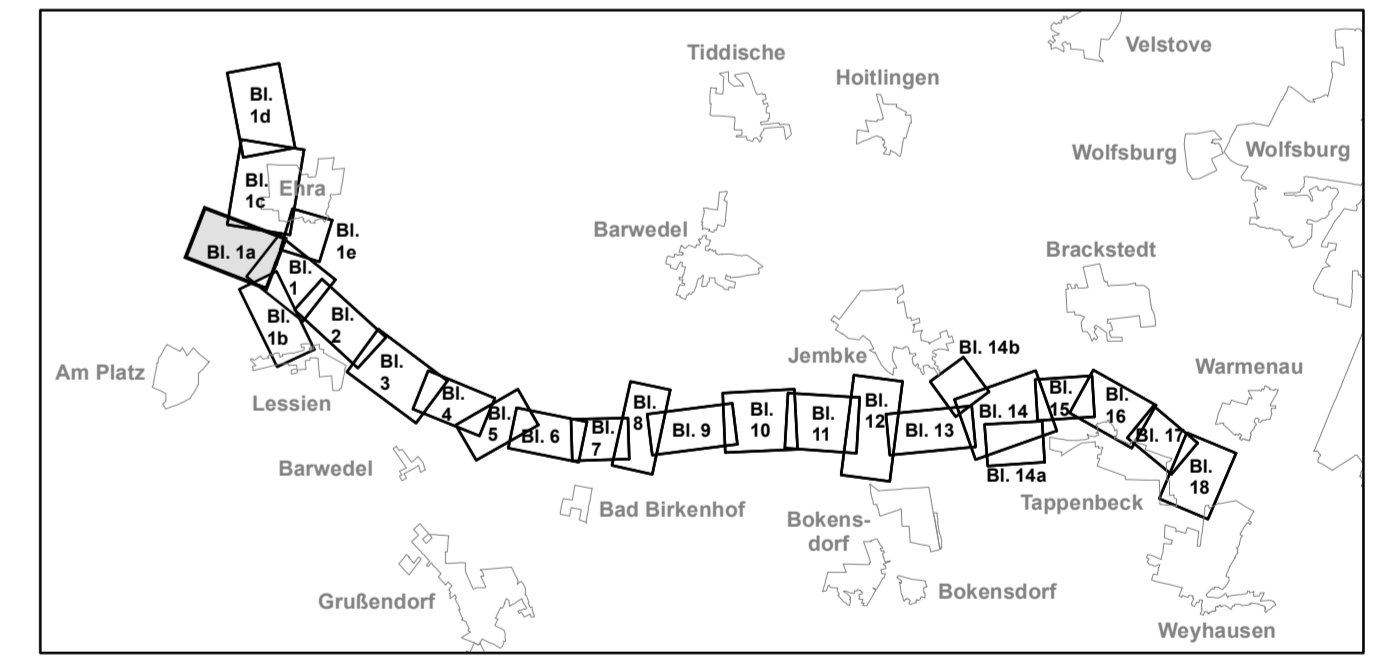 Velstove
Tiddische
Hoitlingen
Bl.
1d
Wolfsburg
Wolfsburg
Bl.
1c
Ehra
Bl.
1e
Barwedel
Bl. 1a
Brackstedt
Bl.
1
Bl.
1b
Bl.
2
Bl. 14b
Jembke
Am Platz
Bl.
3
Warmenau
Lessien
Bl.
4
Bl.
5
Bl. 6
Bl.
7
Bl.
8
Bl. 9
Bl.
10
Bl.
11
Bl.
12
Bl. 13
Bl. 14
Bl.
15
Bl.
16
Bl. 17
Bl.
18
Bl. 14a
Barwedel
Tappenbeck
Bad Birkenhof
Bokens-
dorf
Bokensdorf
Grußendorf
Weyhausen